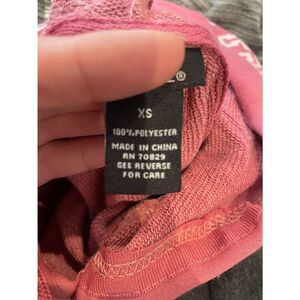 XS
100% POLYESTER
MADE IN CHINA
RN 70829
SEE REVERSE
FOR CARE